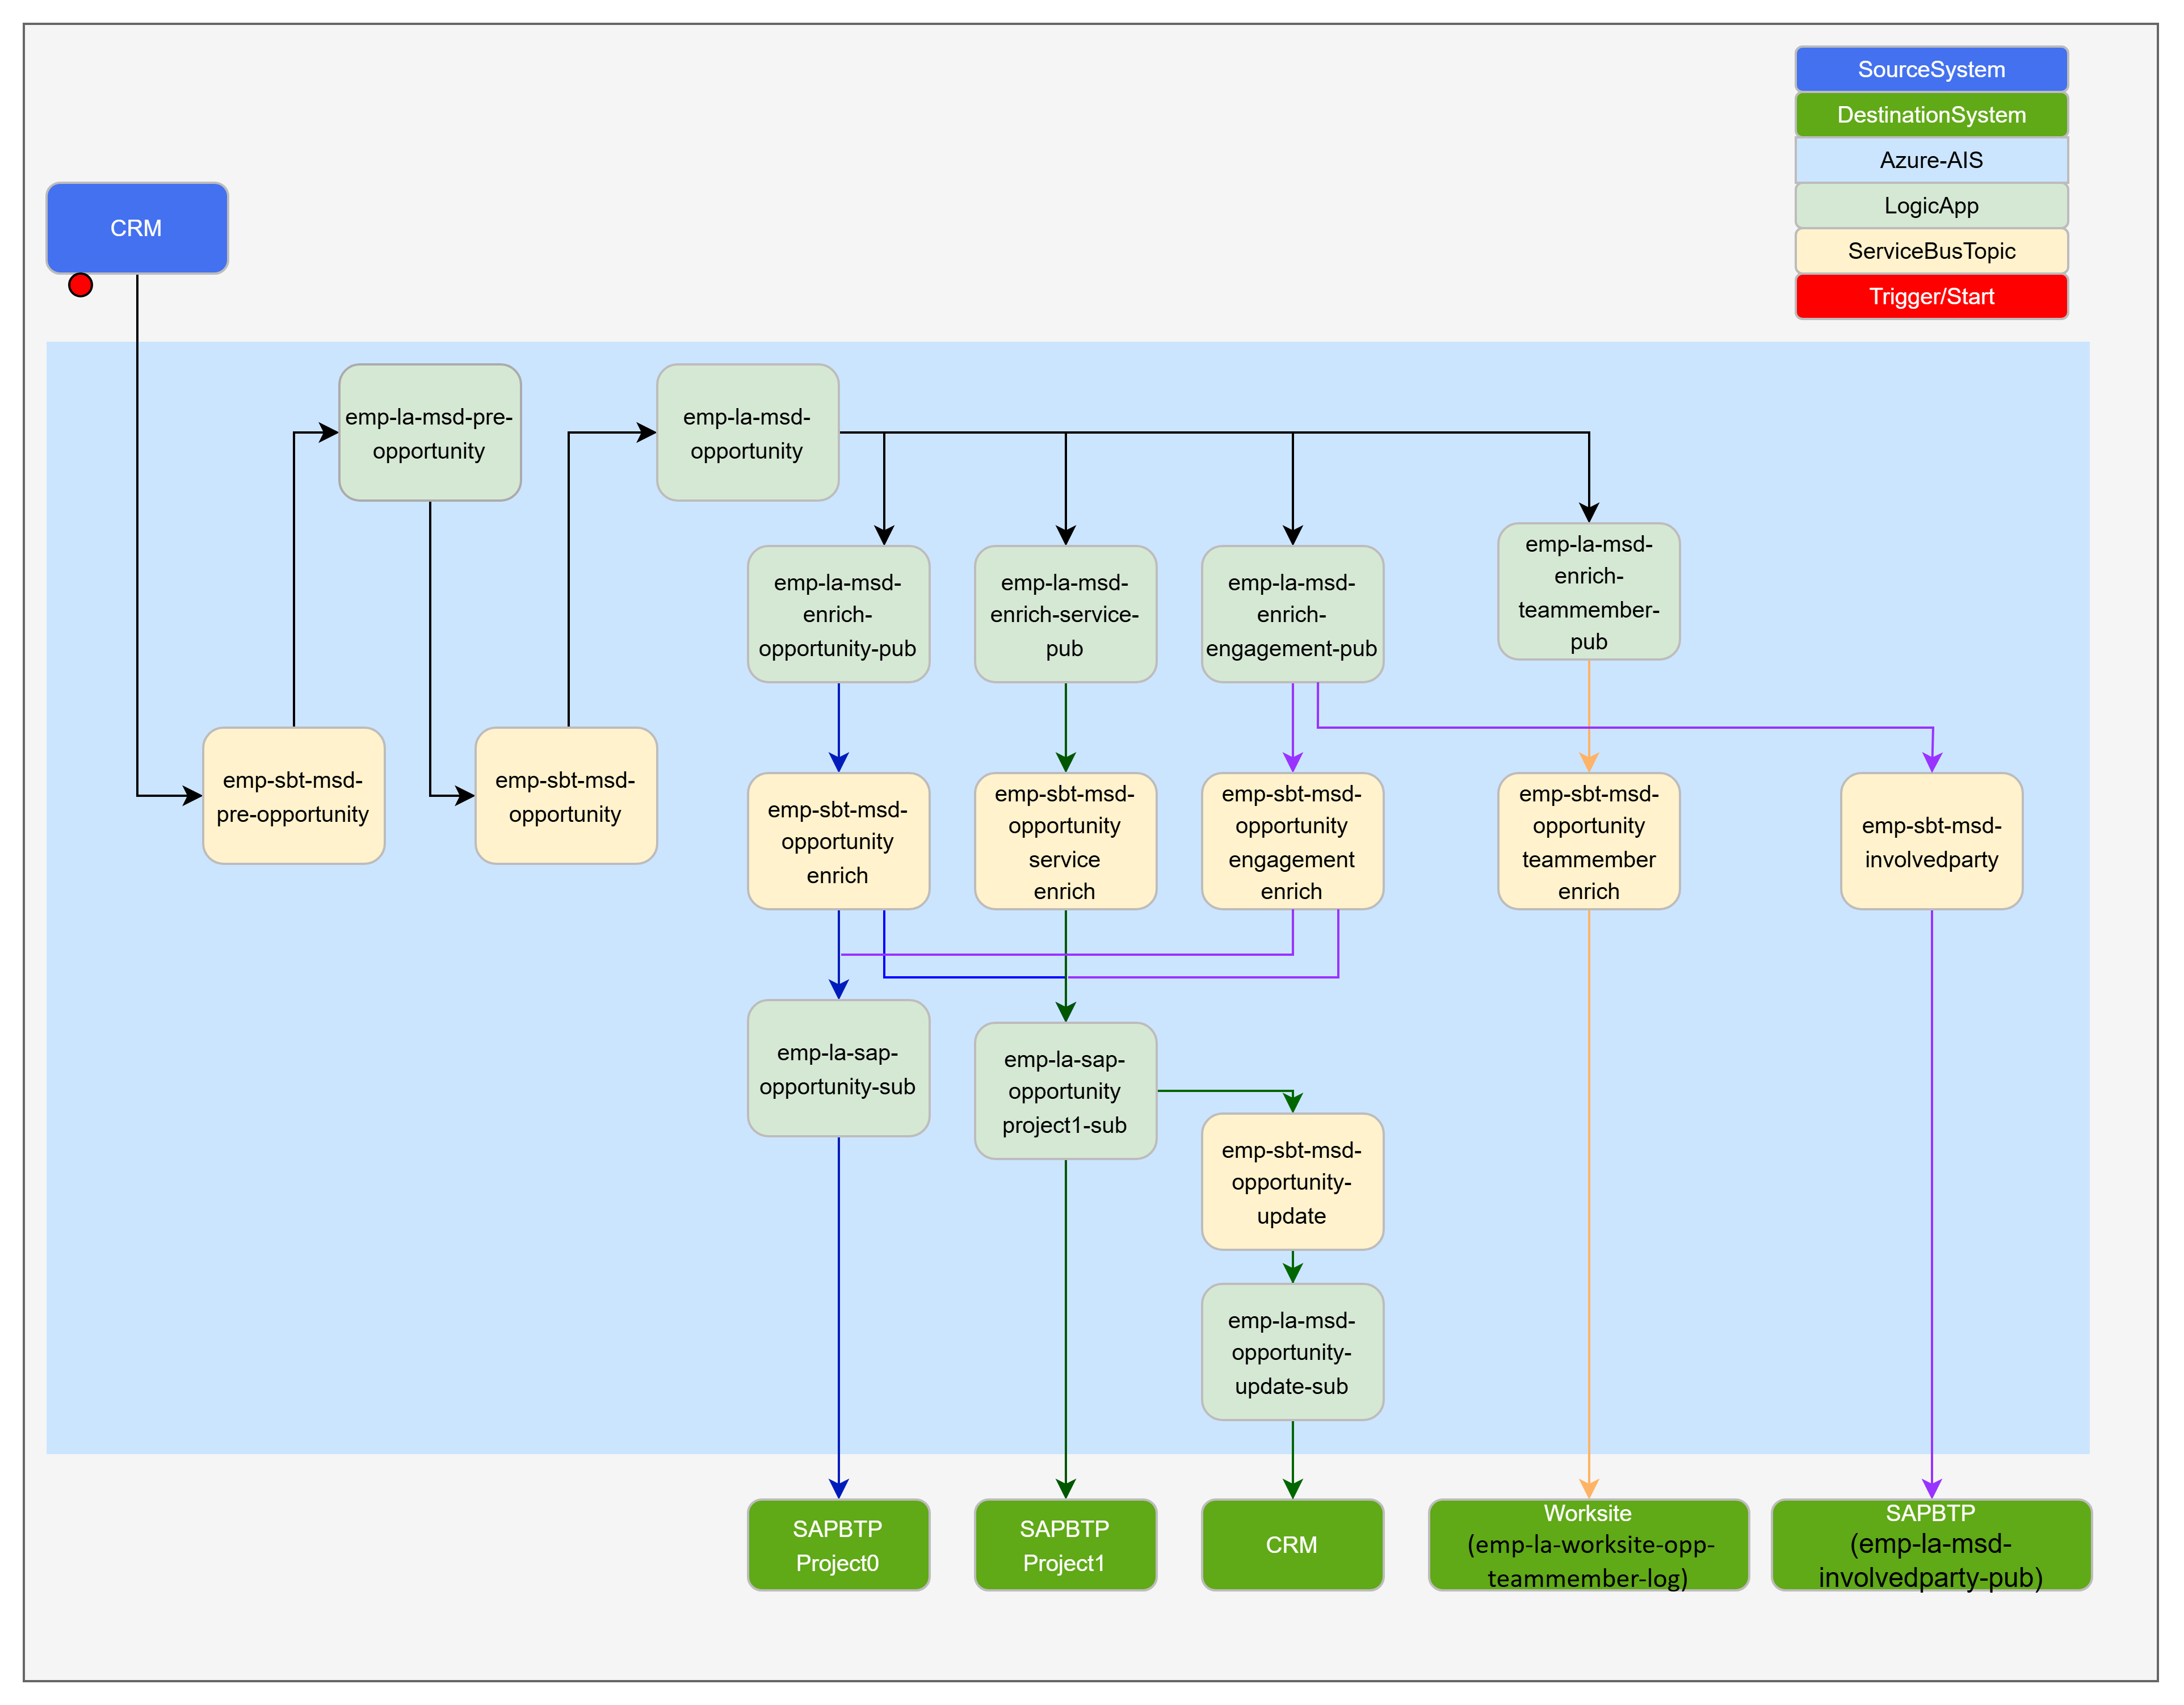 SourceSystem
DestinationSystem
Azure-AIS
LogicApp
ServiceBusTopic
Trigger/Start
CRM
emp-la-msd-pre-
opportunity
emp-la-msd-
opportunity
emp-la-msd-
enrich-
opportunity-pub
emp-la-msd-
enrich-service-
pub
emp-la-msd-
enrich-
engagement-pub
emp-la-msd-
enrich-
teammember-
pub
emp-sbt-msd-
pre-opportunity
emp-sbt-msd-
opportunity
emp-sbt-msd-
opportunity
enrich
emp-sbt-msd-
opportunity
service
enrich
emp-sbt-msd-
opportunity
engagement
enrich
emp-sbt-msd-
opportunity
teammember
enrich
emp-sbt-msd-
involvedparty
emp-la-sap-
opportunity-sub
emp-la-sap-
opportunity
project1-sub
emp-sbt-msd-
opportunity-
update
emp-la-msd-
opportunity-
update-sub
SAPBTP
Project0
SAPBTP
Project1
CRM
Worksite
(emp-la-worksite-opp-
teammember-log)
SAPBTP
(emp-la-msd-
involvedparty-pub)